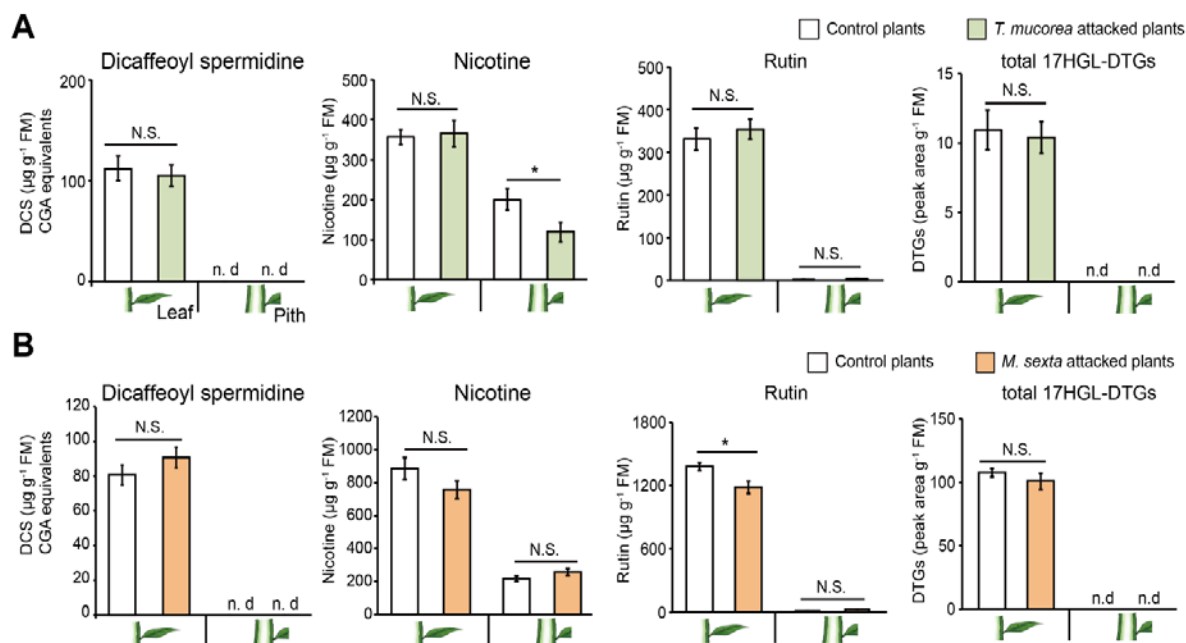 A
Control plants
T. mucorea attacked plants
Dicaffeoyl spermidine
Nicotine
Rutin
total 17HGL-DTGs
DCS (µg g⁻¹ FM)
CGA equivalents
200
100
0
N.S.
n. d
n. d
Leaf
Pith
Nicotine (µg g⁻¹ FM)
500
400
300
200
100
0
N.S.
*
Rutin (µg g⁻¹ FM)
500
400
300
200
100
0
N.S.
N.S.
DTGs (peak area g⁻¹ FM)
15
10
5
0
N.S.
n.d
n.d
B
Control plants
M. sexta attacked plants
Dicaffeoyl spermidine
Nicotine
Rutin
total 17HGL-DTGs
DCS (µg g⁻¹ FM)
CGA equivalents
120
100
80
60
40
20
0
N.S.
n. d
n. d
Nicotine (µg g⁻¹ FM)
1200
1000
800
600
400
200
0
N.S.
N.S.
Rutin (µg g⁻¹ FM)
1800
1200
600
0
*
N.S.
DTGs (peak area g⁻¹ FM)
150
100
50
0
N.S.
n.d
n.d